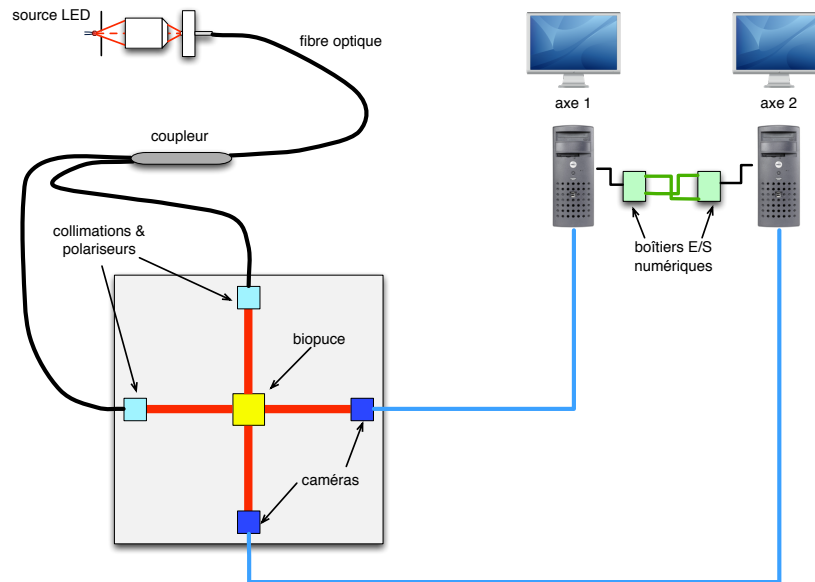 source LED
fibre optique
axe 1
axe 2
coupleur
collimations &
polariseurs
boîtiers E/S
numériques
biopuce
caméras